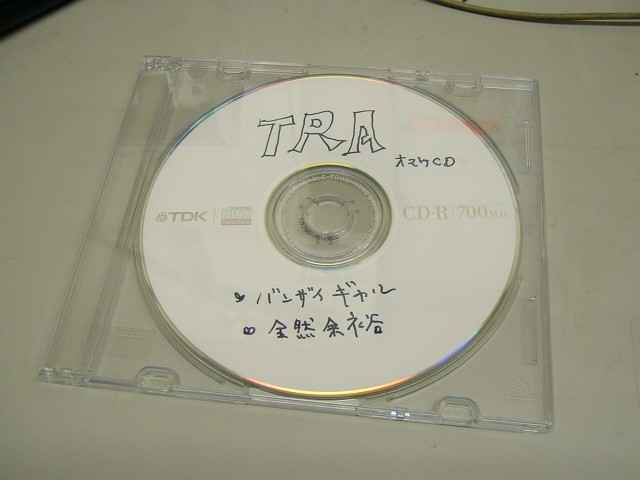 TRA
オマケCD
TDK
CD-R 700MB
• バンザイ ギャル
• 全然余裕